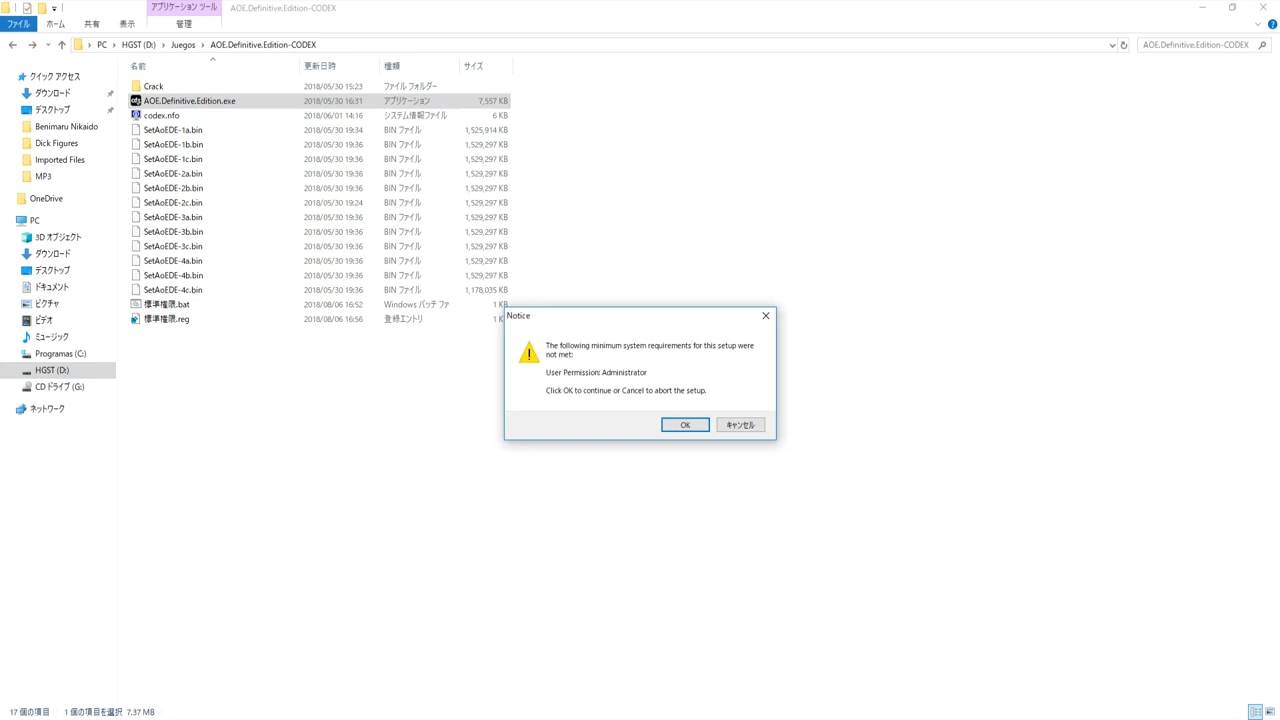 アプリケーション ツール
AOE.Definitive.Edition-CODEX
ファイル ホーム 共有 表示 管理
PC › HGST (D:) › Juegos › AOE.Definitive.Edition-CODEX
AOE.Definitive.Edition-CODEX
名前 更新日時 種類 サイズ
クイック アクセス
ダウンロード
デスクトップ
Benimaru Nikaido
Dick Figures
Imported Files
MP3
OneDrive
PC
3D オブジェクト
ダウンロード
デスクトップ
ドキュメント
ピクチャ
ビデオ
ミュージック
Programas (C:)
HGST (D:)
CD ドライブ (G:)
ネットワーク
Crack 2018/05/30 15:23 ファイル フォルダー
AOE.Definitive.Edition.exe 2018/05/30 16:31 アプリケーション 7,557 KB
codex.nfo 2018/06/01 14:16 システム情報ファイル 6 KB
SetAoEDE-1a.bin 2018/05/30 19:34 BIN ファイル 1,525,914 KB
SetAoEDE-1b.bin 2018/05/30 19:36 BIN ファイル 1,529,297 KB
SetAoEDE-1c.bin 2018/05/30 19:36 BIN ファイル 1,529,297 KB
SetAoEDE-2a.bin 2018/05/30 19:36 BIN ファイル 1,529,297 KB
SetAoEDE-2b.bin 2018/05/30 19:36 BIN ファイル 1,529,297 KB
SetAoEDE-2c.bin 2018/05/30 19:24 BIN ファイル 1,529,297 KB
SetAoEDE-3a.bin 2018/05/30 19:36 BIN ファイル 1,529,297 KB
SetAoEDE-3b.bin 2018/05/30 19:36 BIN ファイル 1,529,297 KB
SetAoEDE-3c.bin 2018/05/30 19:36 BIN ファイル 1,529,297 KB
SetAoEDE-4a.bin 2018/05/30 19:36 BIN ファイル 1,529,297 KB
SetAoEDE-4b.bin 2018/05/30 19:36 BIN ファイル 1,529,297 KB
SetAoEDE-4c.bin 2018/05/30 19:36 BIN ファイル 1,178,035 KB
標準権限.bat 2018/08/06 16:52 Windows バッチ ファ 1 KB
標準権限.reg 2018/08/06 16:56 登録エントリ 1 K
Notice
The following minimum system requirements for this setup were
not met:
User Permission: Administrator
Click OK to continue or Cancel to abort the setup.
OK キャンセル
17 個の項目 1 個の項目を選択 7.37 MB